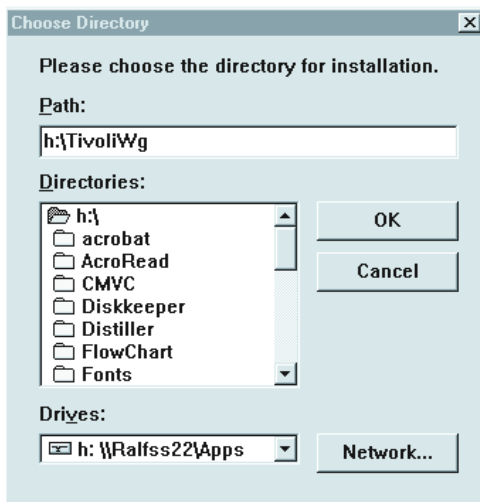 Choose Directory
Please choose the directory for installation.
Path:
h:\TivoliWg
Directories:
h:\
acrobat
AcroRead
CMVC
Diskkeeper
Distiller
FlowChart
Fonts
OK
Cancel
Drives:
h: \\Ralfss22\Apps
Network...